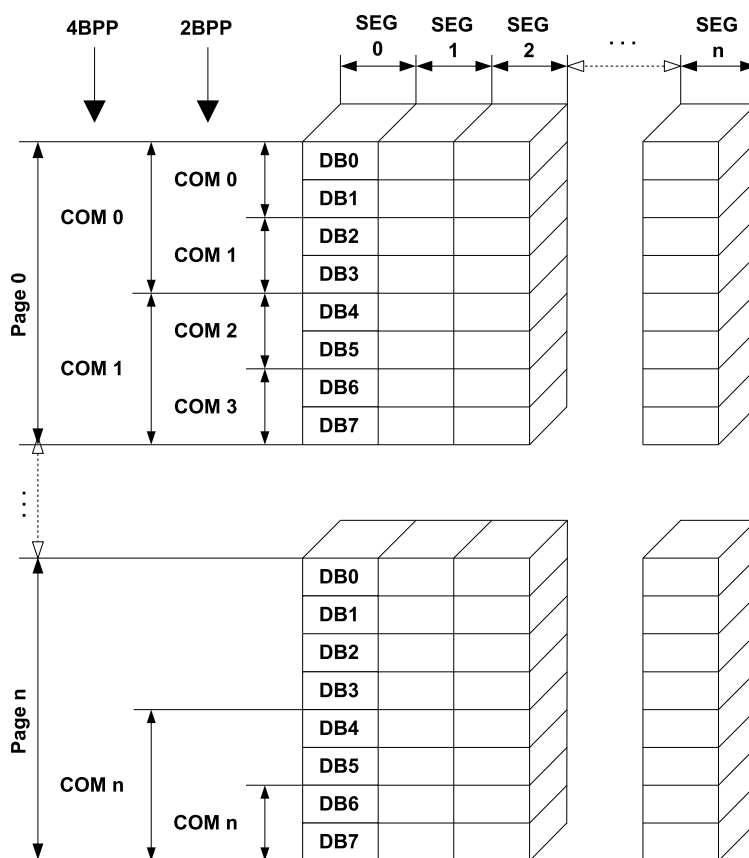 4BPP
2BPP
SEG
0
SEG
1
SEG
2
. . .
SEG
n
Page 0
COM 0
COM 1
COM 0
COM 1
COM 2
COM 3
DB0
DB1
DB2
DB3
DB4
DB5
DB6
DB7
. . .
Page n
COM n
COM n
DB0
DB1
DB2
DB3
DB4
DB5
DB6
DB7